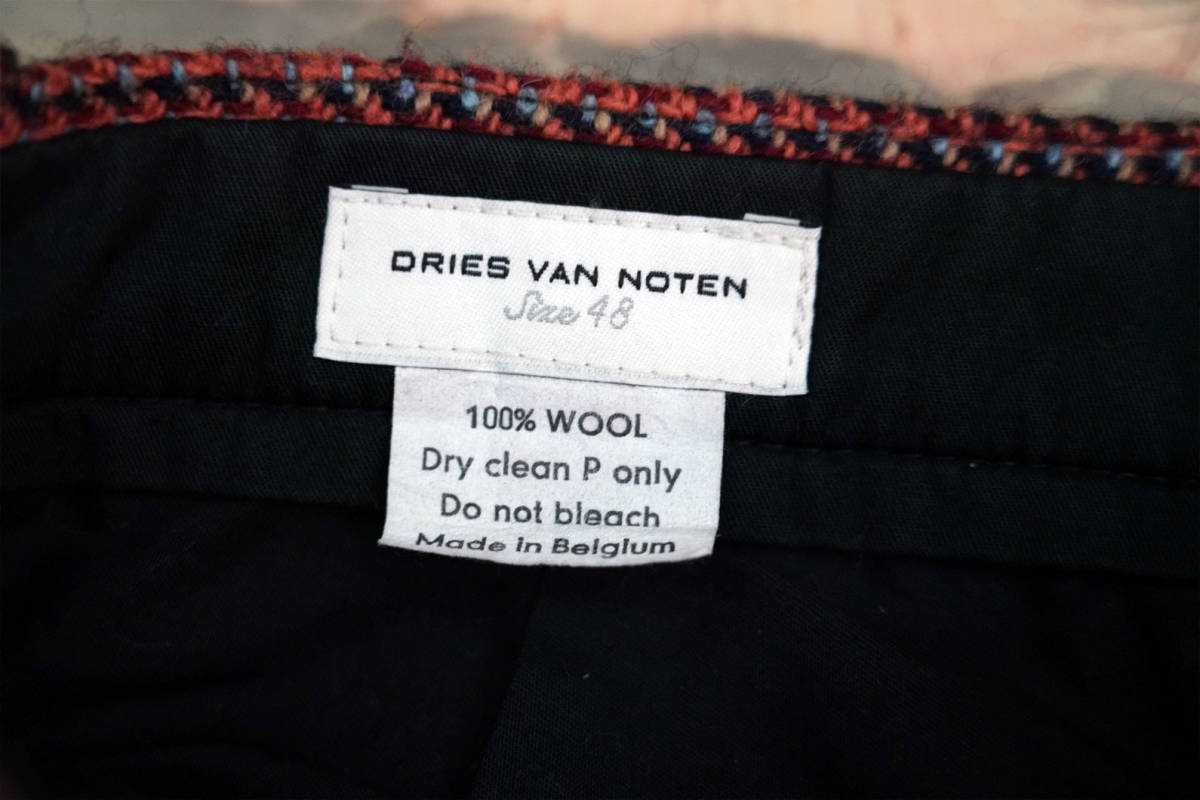 DRIES VAN NOTEN
Size 48
100% WOOL
Dry clean P only
Do not bleach
Made in Belgium